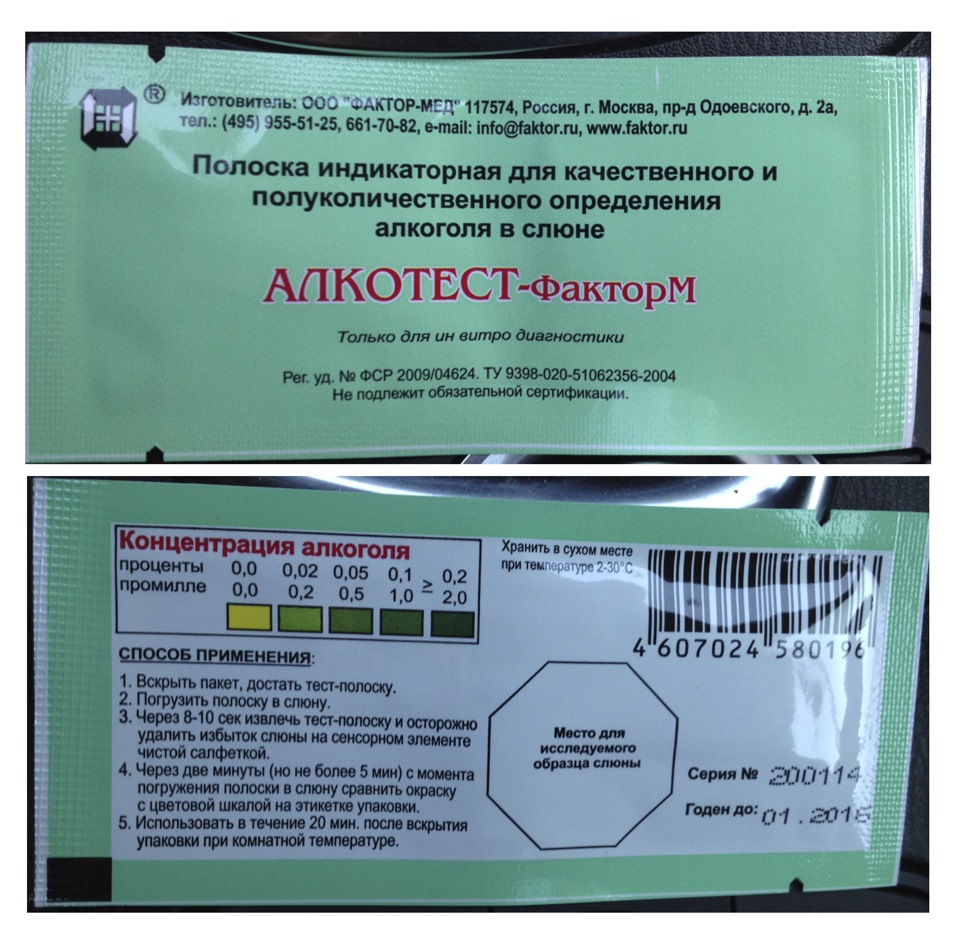 ®
Изготовитель: ООО "ФАКТОР-МЕД" 117574, Россия, г. Москва, пр-д Одоевского, д. 2а,
тел.: (495) 955-51-25, 661-70-82, e-mail: info@faktor.ru, www.faktor.ru
Полоска индикаторная для качественного и
полуколичественного определения
алкоголя в слюне
АЛКОТЕСТ-ФакторМ
Только для ин витро диагностики
Рег. уд. № ФСР 2009/04624. ТУ 9398-020-51062356-2004
Не подлежит обязательной сертификации.
Концентрация алкоголя
проценты 0,0 0,02 0,05 0,1 ≥ 0,2
промилле 0,0 0,2 0,5 1,0 2,0
СПОСОБ ПРИМЕНЕНИЯ:
1. Вскрыть пакет, достать тест-полоску.
2. Погрузить полоску в слюну.
3. Через 8-10 сек извлечь тест-полоску и осторожно
удалить избыток слюны на сенсорном элементе
чистой салфеткой.
4. Через две минуты (но не более 5 мин) с момента
погружения полоски в слюну сравнить окраску
с цветовой шкалой на этикетке упаковки.
5. Использовать в течение 20 мин. после вскрытия
упаковки при комнатной температуре.
Хранить в сухом месте
при температуре 2-30°С
4 607024 580196
Место для
исследуемого
образца слюны
Серия № 200114
Годен до: 01.2016